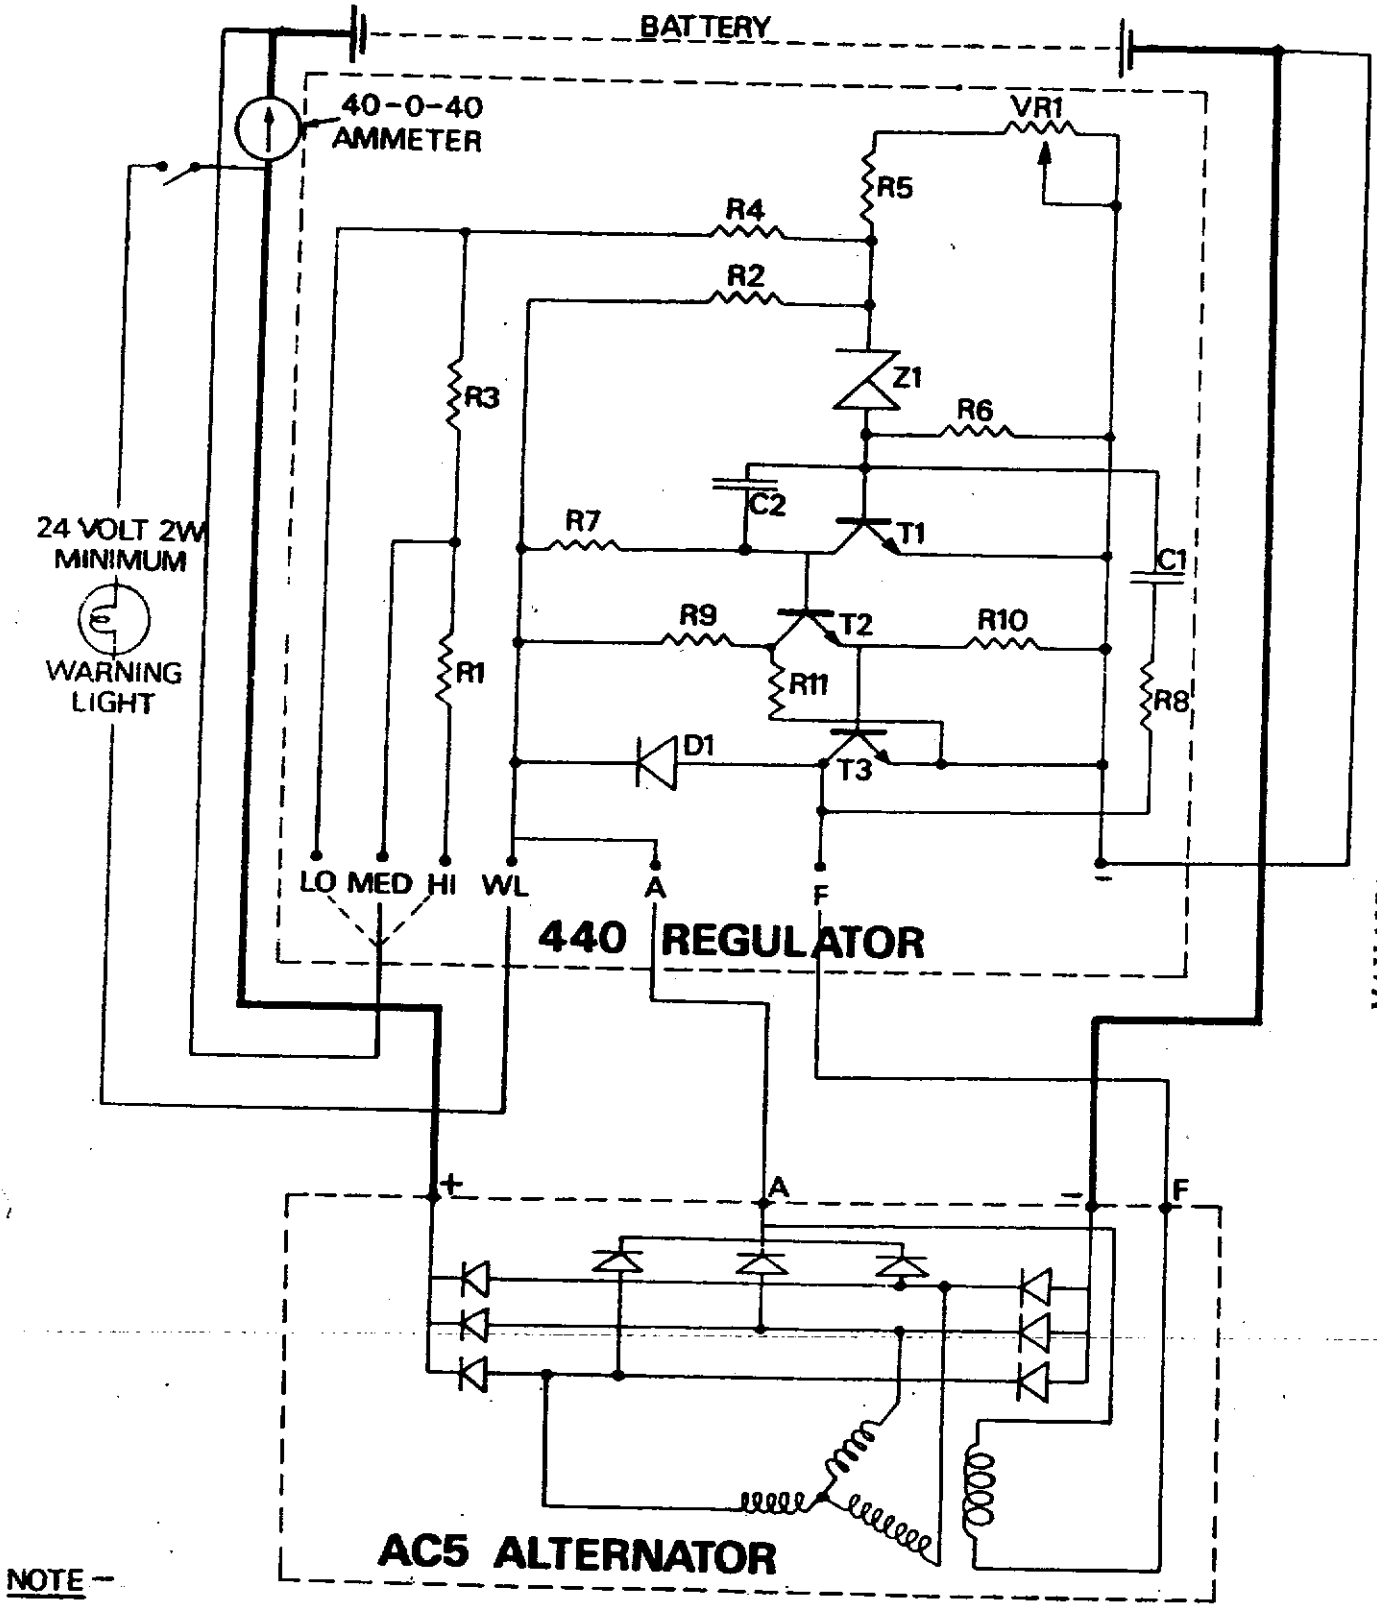 BATTERY
40-0-40
AMMETER
VR1
R5
R4
R2
Z1
R3
R6
C2
24 VOLT 2W
MINIMUM
R7
T1
C1
R9
T2
R10
WARNING
LIGHT
R1
R11
R8
D1
T3
LO MED HI WL
A
F
-
440 REGULATOR
+
A
-
F
AC5 ALTERNATOR
NOTE -